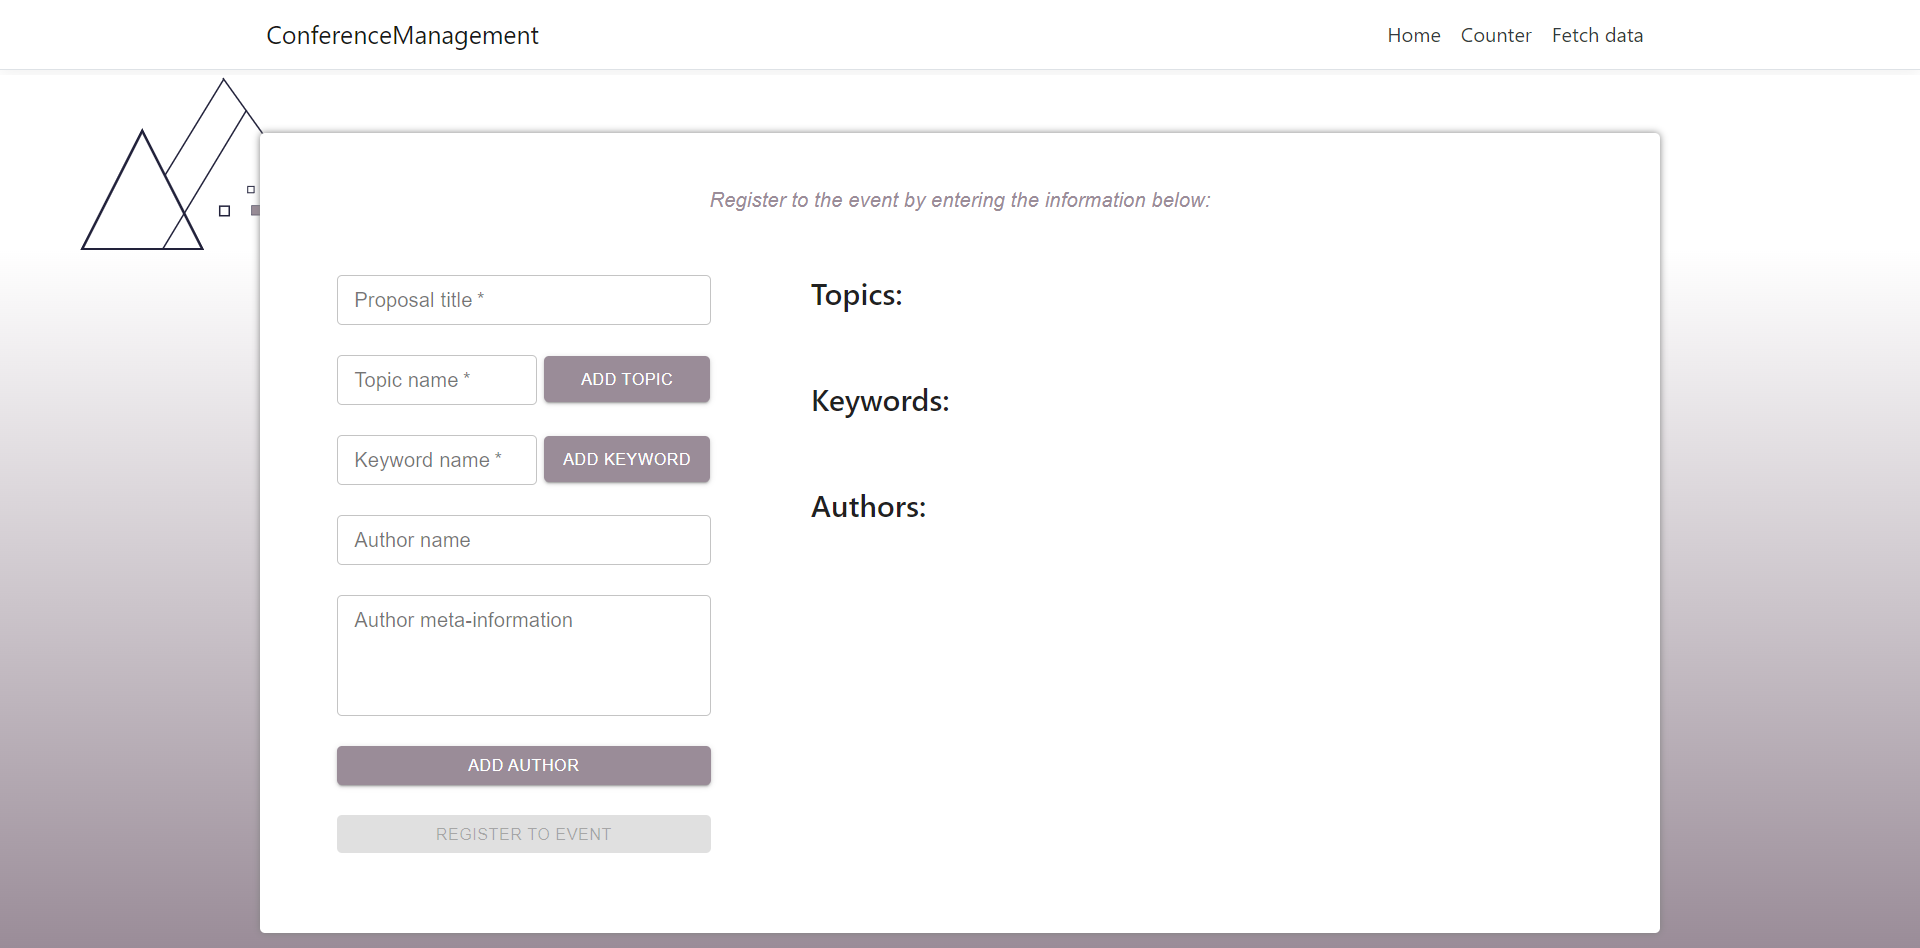 ConferenceManagement
Home Counter Fetch data
Register to the event by entering the information below:
Proposal title *
Topic name *
ADD TOPIC
Keyword name *
ADD KEYWORD
Author name
Author meta-information
ADD AUTHOR
REGISTER TO EVENT
Topics:
Keywords:
Authors: